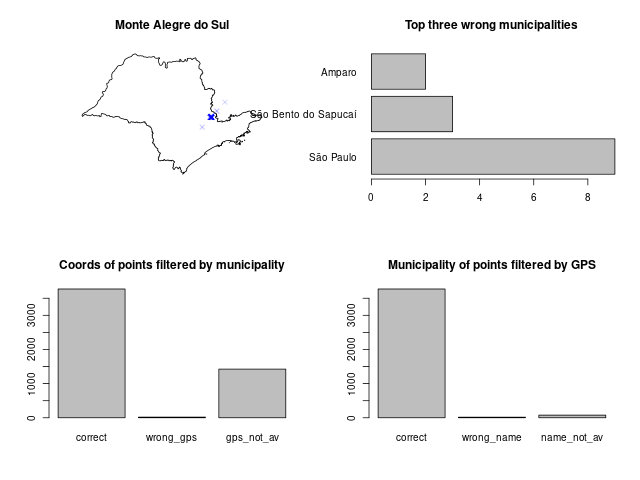 Monte Alegre do Sul
Top three wrong municipalities
Amparo
São Bento do Sapucaí
São Paulo
0 2 4 6 8
Coords of points filtered by municipality
0 1000 2000 3000
correct wrong_gps gps_not_av
Municipality of points filtered by GPS
0 1000 2000 3000
correct wrong_name name_not_av